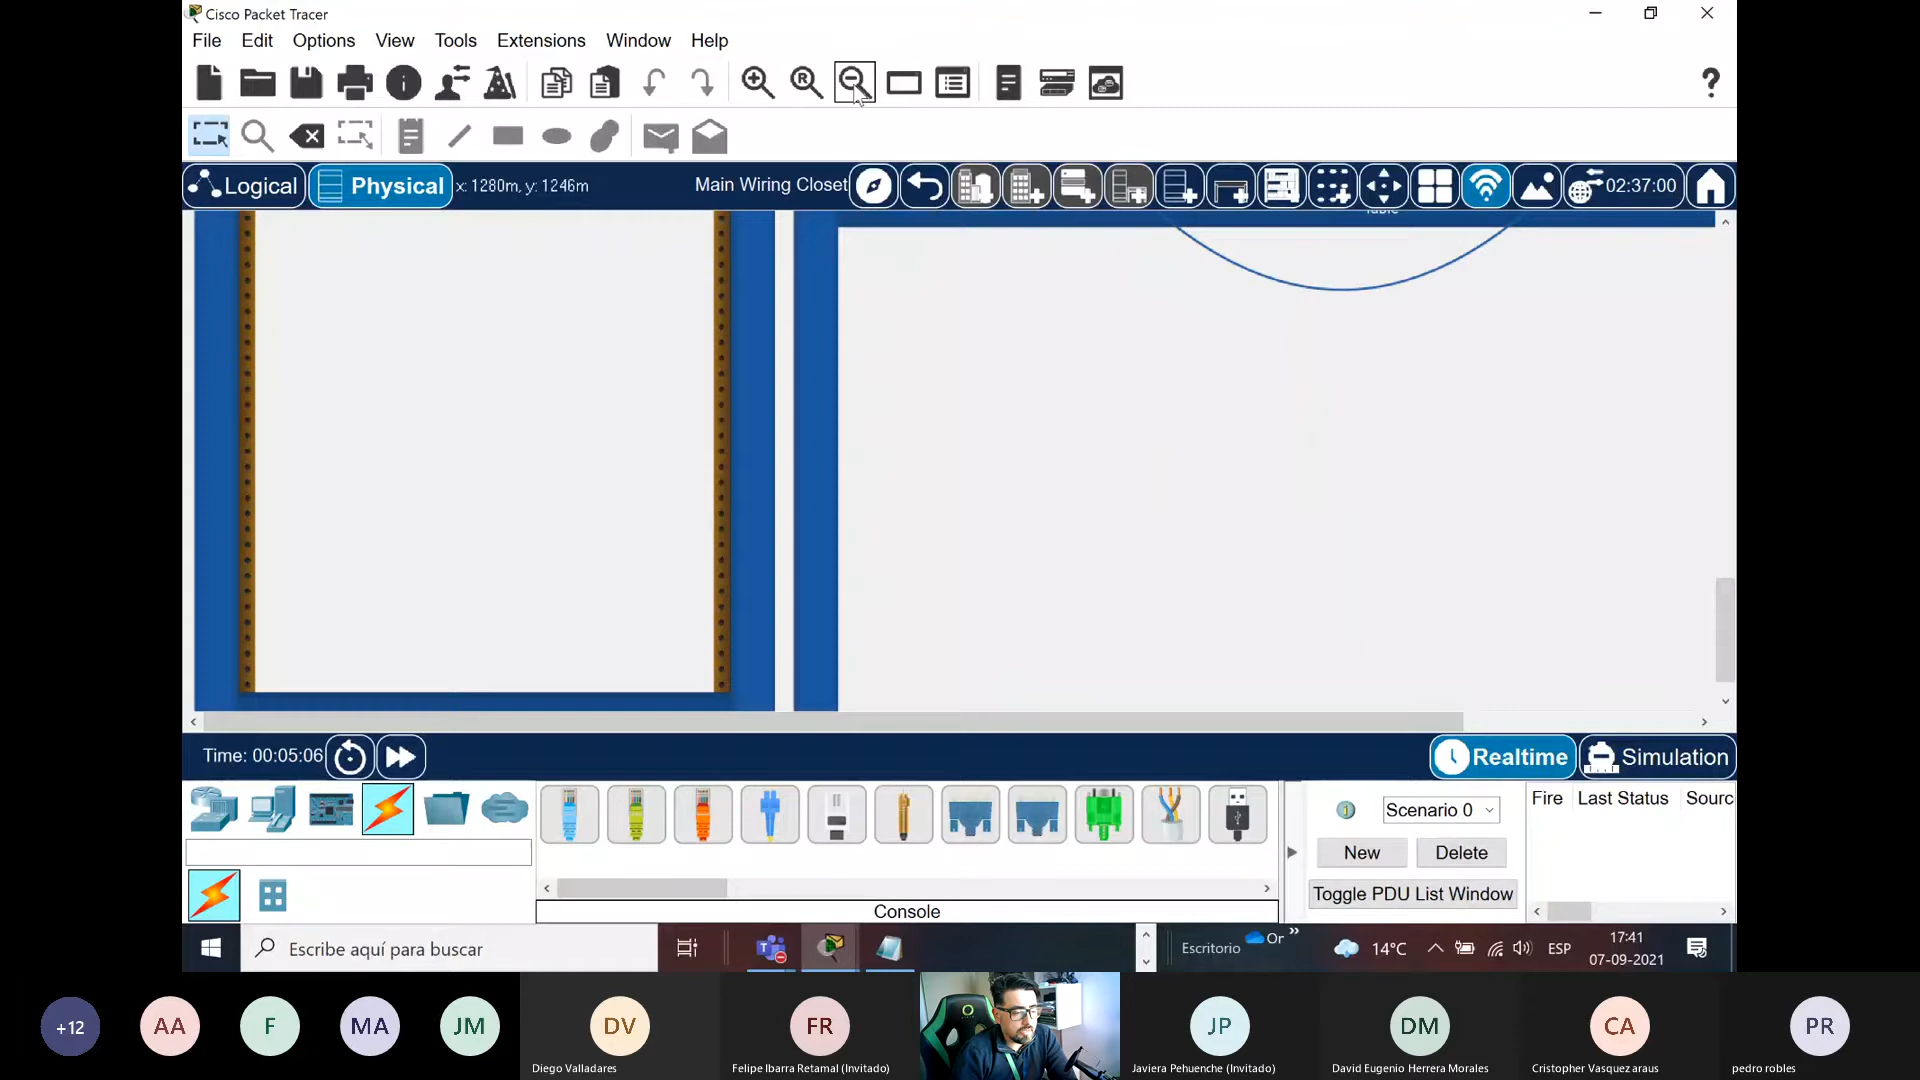 Cisco Packet Tracer
File Edit Options View Tools Extensions Window Help
Logical Physical x: 1280m, y: 1246m Main Wiring Closet 02:37:00
Time: 00:05:06 Realtime Simulation
Scenario 0 Fire Last Status Sourc
New Delete
Toggle PDU List Window
Console
Escribe aquí para buscar Escritorio Or » 14°C ESP 17:41
07-09-2021
+12 AA F MA JM DV FR JP DM CA PR
Diego Valladares Felipe Ibarra Retamal (Invitado) Javiera Pehuenche (Invitado) David Eugenio Herrera Morales Cristopher Vasquez araus pedro robles